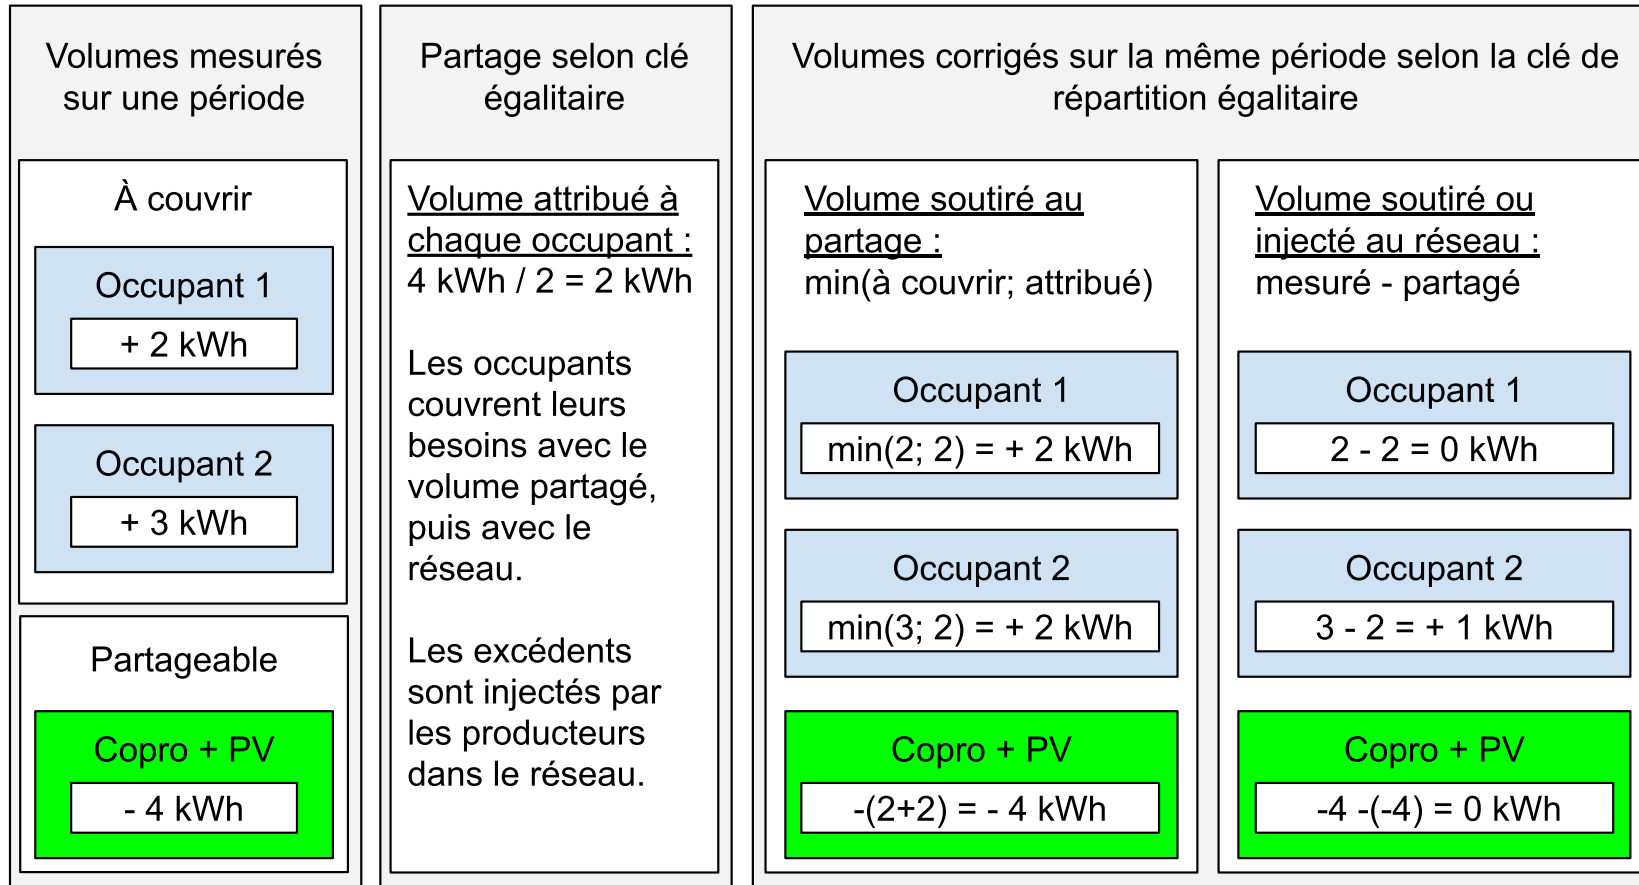 Volumes mesurés
sur une période
À couvrir
Occupant 1
+ 2 kWh
Occupant 2
+ 3 kWh
Partageable
Copro + PV
- 4 kWh
Partage selon clé
égalitaire
Volume attribué à
chaque occupant :
4 kWh / 2 = 2 kWh
Les occupants
couvrent leurs
besoins avec le
volume partagé,
puis avec le
réseau.
Les excédents
sont injectés par
les producteurs
dans le réseau.
Volumes corrigés sur la même période selon la clé de
répartition égalitaire
Volume soutiré au
partage :
min(à couvrir; attribué)
Occupant 1
min(2; 2) = + 2 kWh
Occupant 2
min(3; 2) = + 2 kWh
Copro + PV
-(2+2) = - 4 kWh
Volume soutiré ou
injecté au réseau :
mesuré - partagé
Occupant 1
2 - 2 = 0 kWh
Occupant 2
3 - 2 = + 1 kWh
Copro + PV
-4 -(-4) = 0 kWh